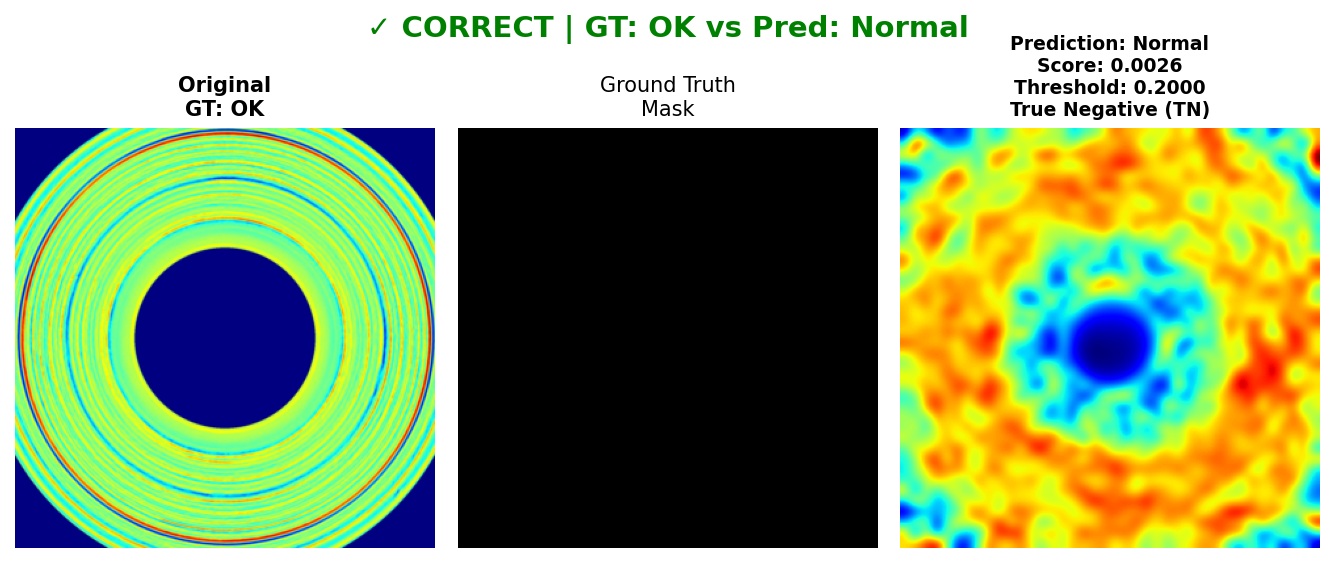 ✓ CORRECT | GT: OK vs Pred: Normal
Original
GT: OK
Ground Truth
Mask
Prediction: Normal
Score: 0.0026
Threshold: 0.2000
True Negative (TN)